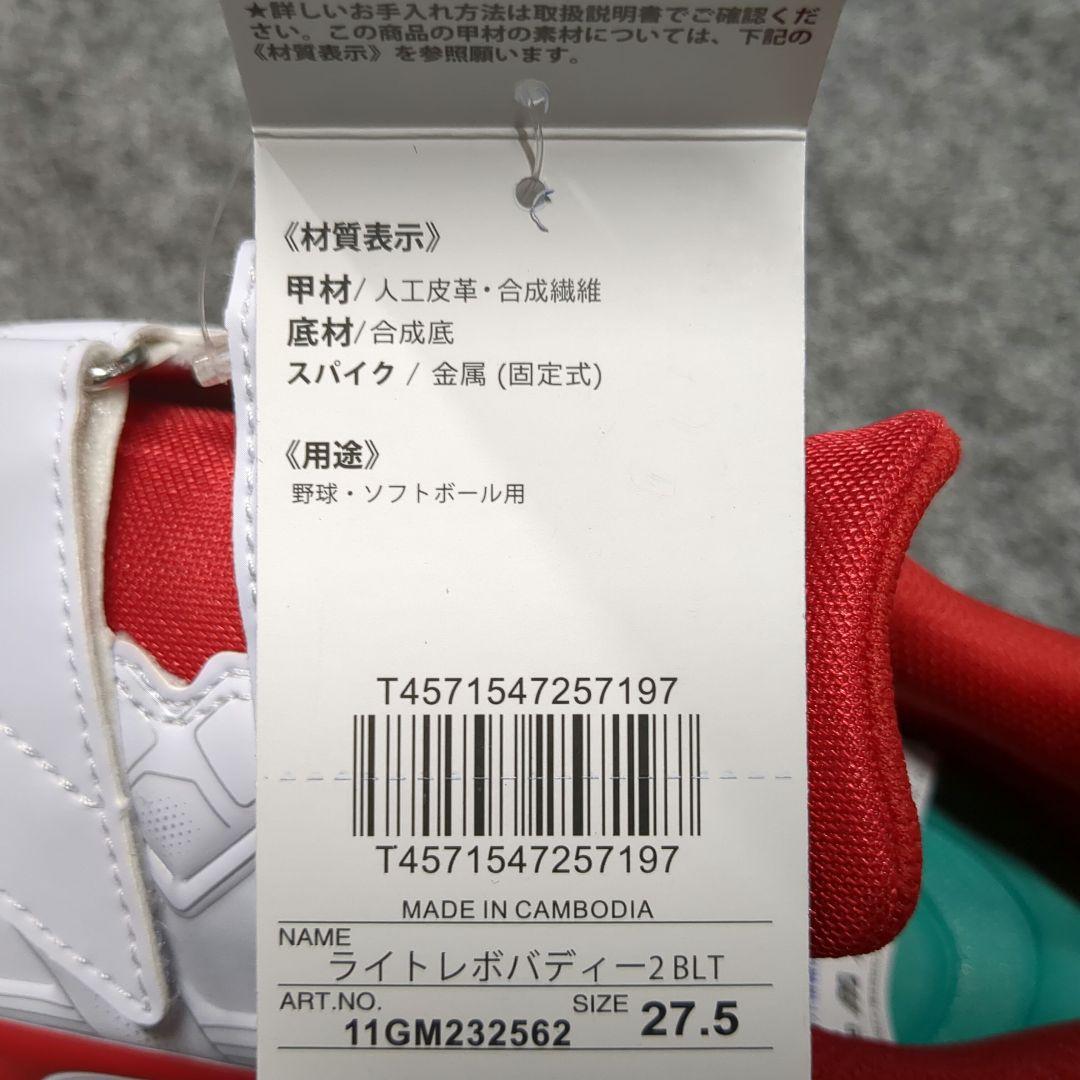 ★詳しいお手入れ方法は取扱説明書でご確認くだ
さい。この商品の甲材の素材については、下記の
《材質表示》を参照願います。
《材質表示》
甲材/ 人工皮革・合成繊維
底材/合成底
スパイク / 金属 (固定式)
《用途》
野球・ソフトボール用
T4571547257197
T4571547257197
MADE IN CAMBODIA
NAME
ライトレボバディー2 BLT
ART.NO.
11GM232562
SIZE
27.5